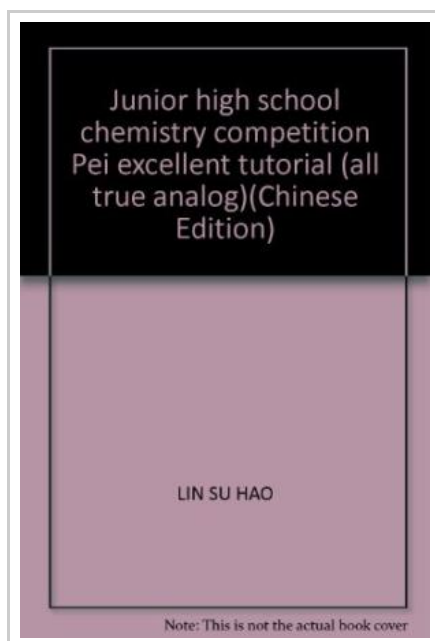 Junior high school
chemistry competition
Pei excellent tutorial (all
true analog)(Chinese
Edition)
LIN SU HAO
Note: This is not the actual book cover